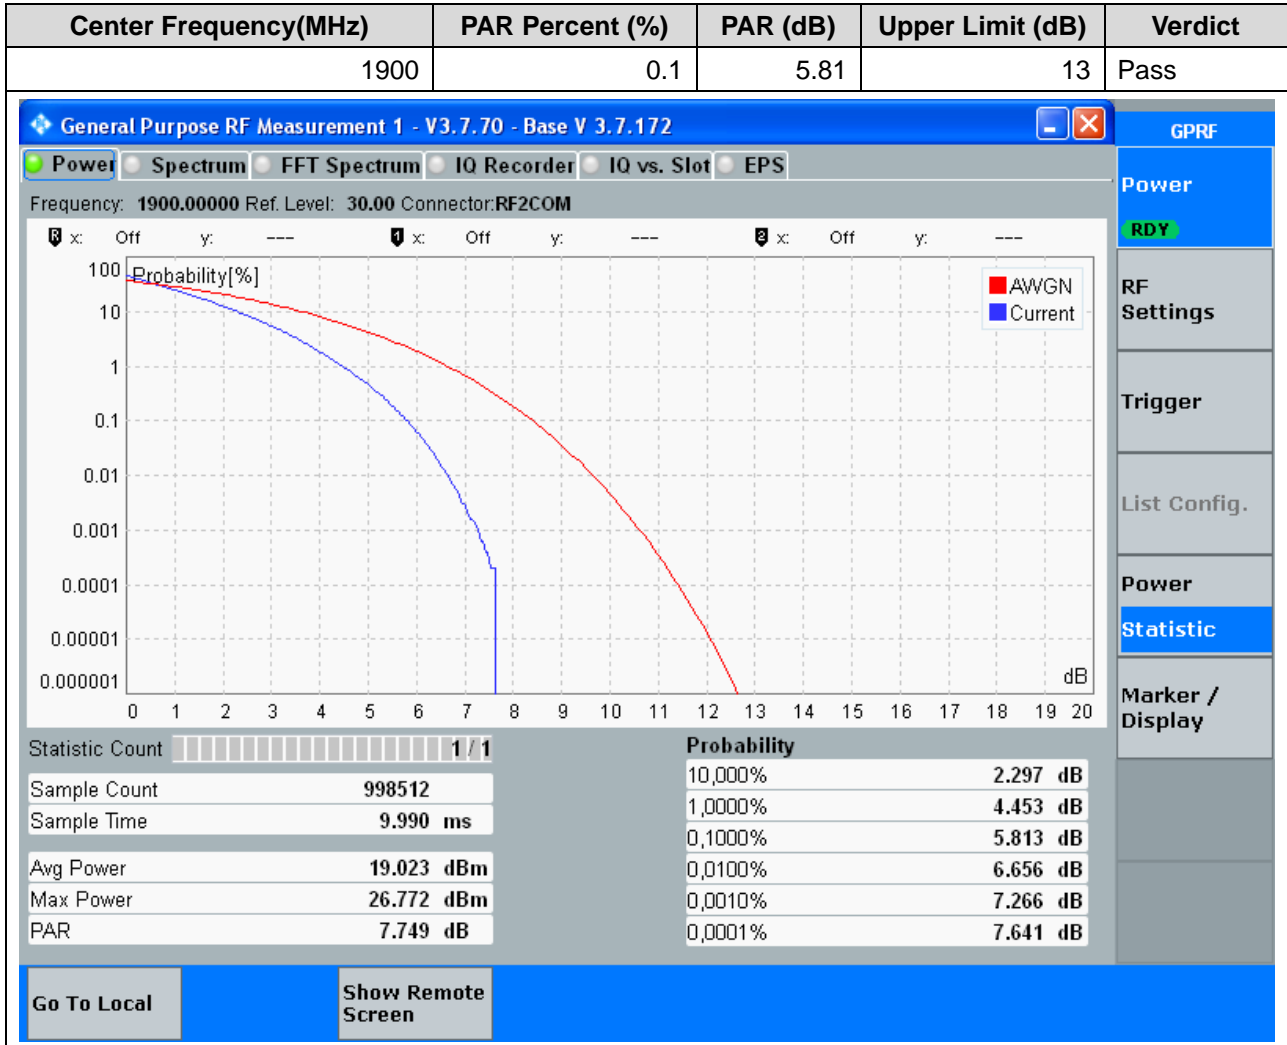 Center Frequency(MHz) PAR Percent (%) PAR (dB) Upper Limit (dB) Verdict
1900 0.1 5.81 13 Pass
General Purpose RF Measurement 1 - V3.7.70 - Base V 3.7.172
GPRF
Power Spectrum FFT Spectrum IQ Recorder IQ vs. Slot EPS
Power
RDY
Frequency: 1900.00000 Ref. Level: 30.00 Connector:RF2COM
R x: Off y: --- 1 x: Off y: --- 2 x: Off y: ---
Probability[%]
AWGN
Current
100
10
1
0.1
0.01
0.001
0.0001
0.00001
0.000001
dB
0 1 2 3 4 5 6 7 8 9 10 11 12 13 14 15 16 17 18 19 20
RF
Settings
Trigger
List Config.
Power
Statistic
Marker /
Display
Statistic Count 1 / 1
Sample Count 998512
Sample Time 9.990 ms
Avg Power 19.023 dBm
Max Power 26.772 dBm
PAR 7.749 dB
Probability
10,000% 2.297 dB
1,0000% 4.453 dB
0,1000% 5.813 dB
0,0100% 6.656 dB
0,0010% 7.266 dB
0,0001% 7.641 dB
Go To Local
Show Remote
Screen